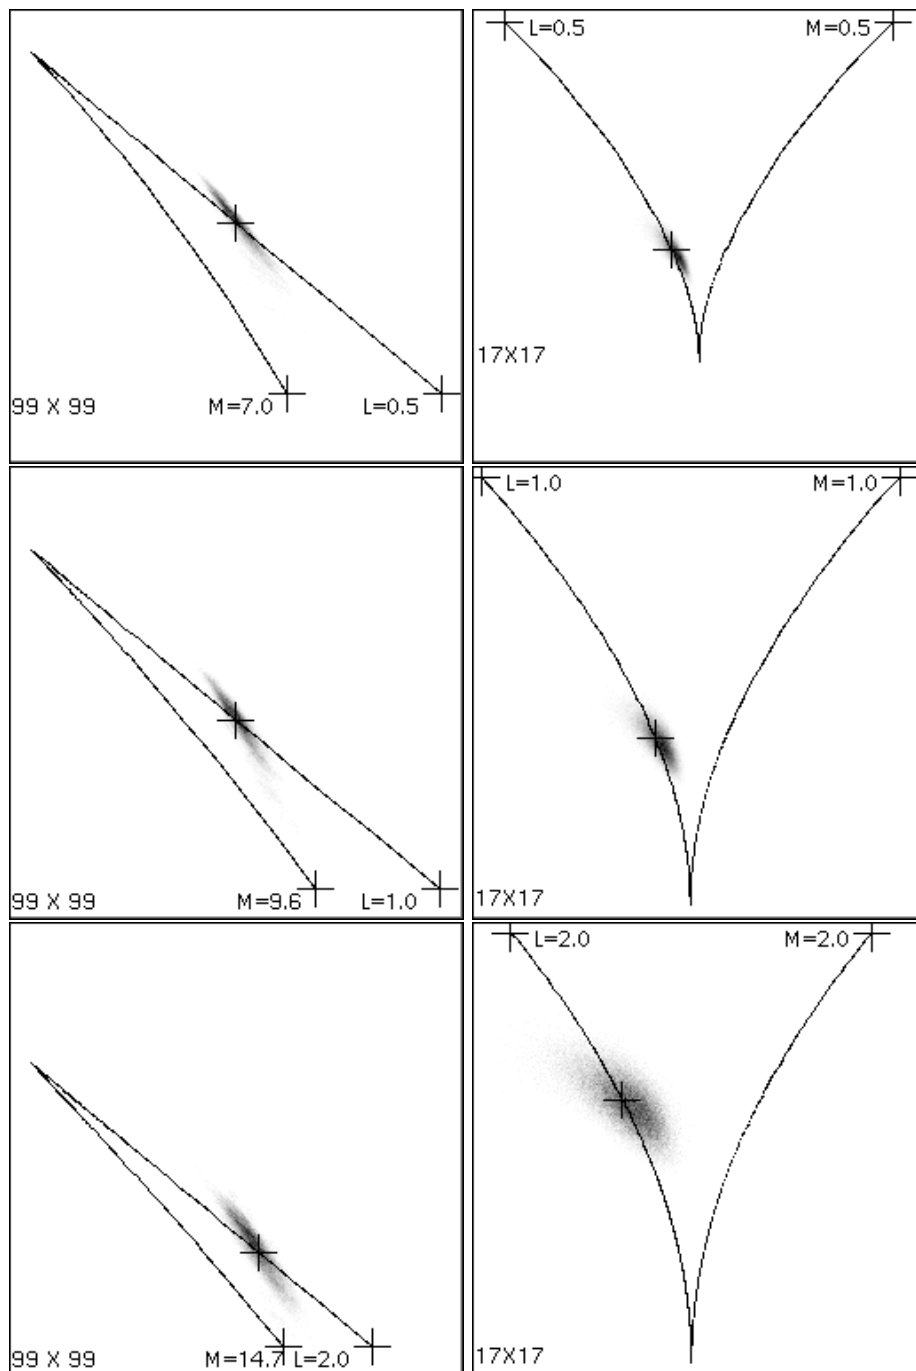 L=0.5 M=0.5
17X17
M=7.0 L=0.5
99 X 99
L=1.0 M=1.0
M=9.6 L=1.0
99 X 99 17X17
L=2.0 M=2.0
99 X 99 M=14.7 L=2.0 17X17